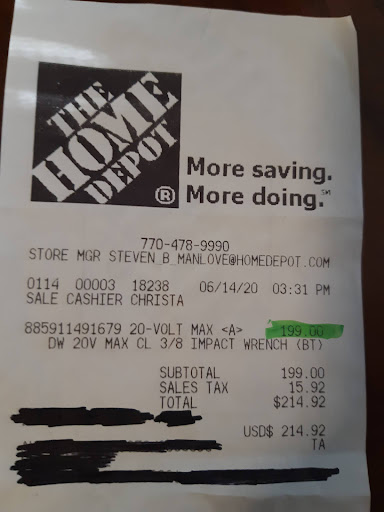 THE
HOME
DEPOT
®
More saving.
More doing.℠
770-478-9990
STORE MGR STEVEN_B_MANLOVE@HOMEDEPOT.COM
0114 00003 18238 06/14/20 03:31 PM
SALE CASHIER CHRISTA
885911491679 20-VOLT MAX <A> 199.00
DW 20V MAX CL 3/8 IMPACT WRENCH (BT)
SUBTOTAL 199.00
SALES TAX 15.92
TOTAL $214.92
USD$ 214.92
TA